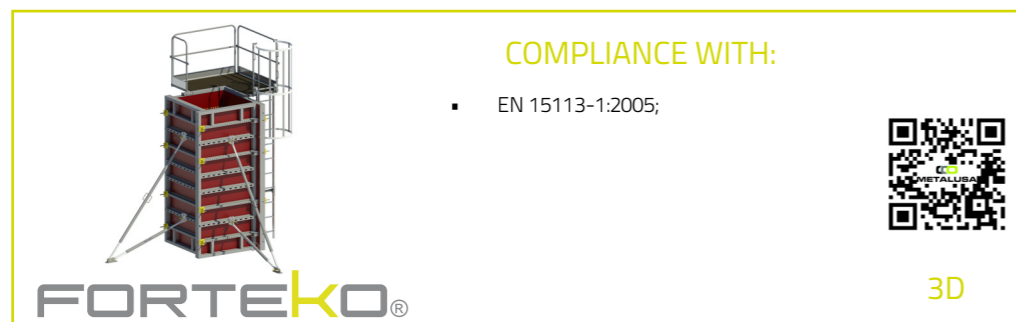 COMPLIANCE WITH:
▪ EN 15113-1:2005;
METALUSA
FORTEKO®
3D